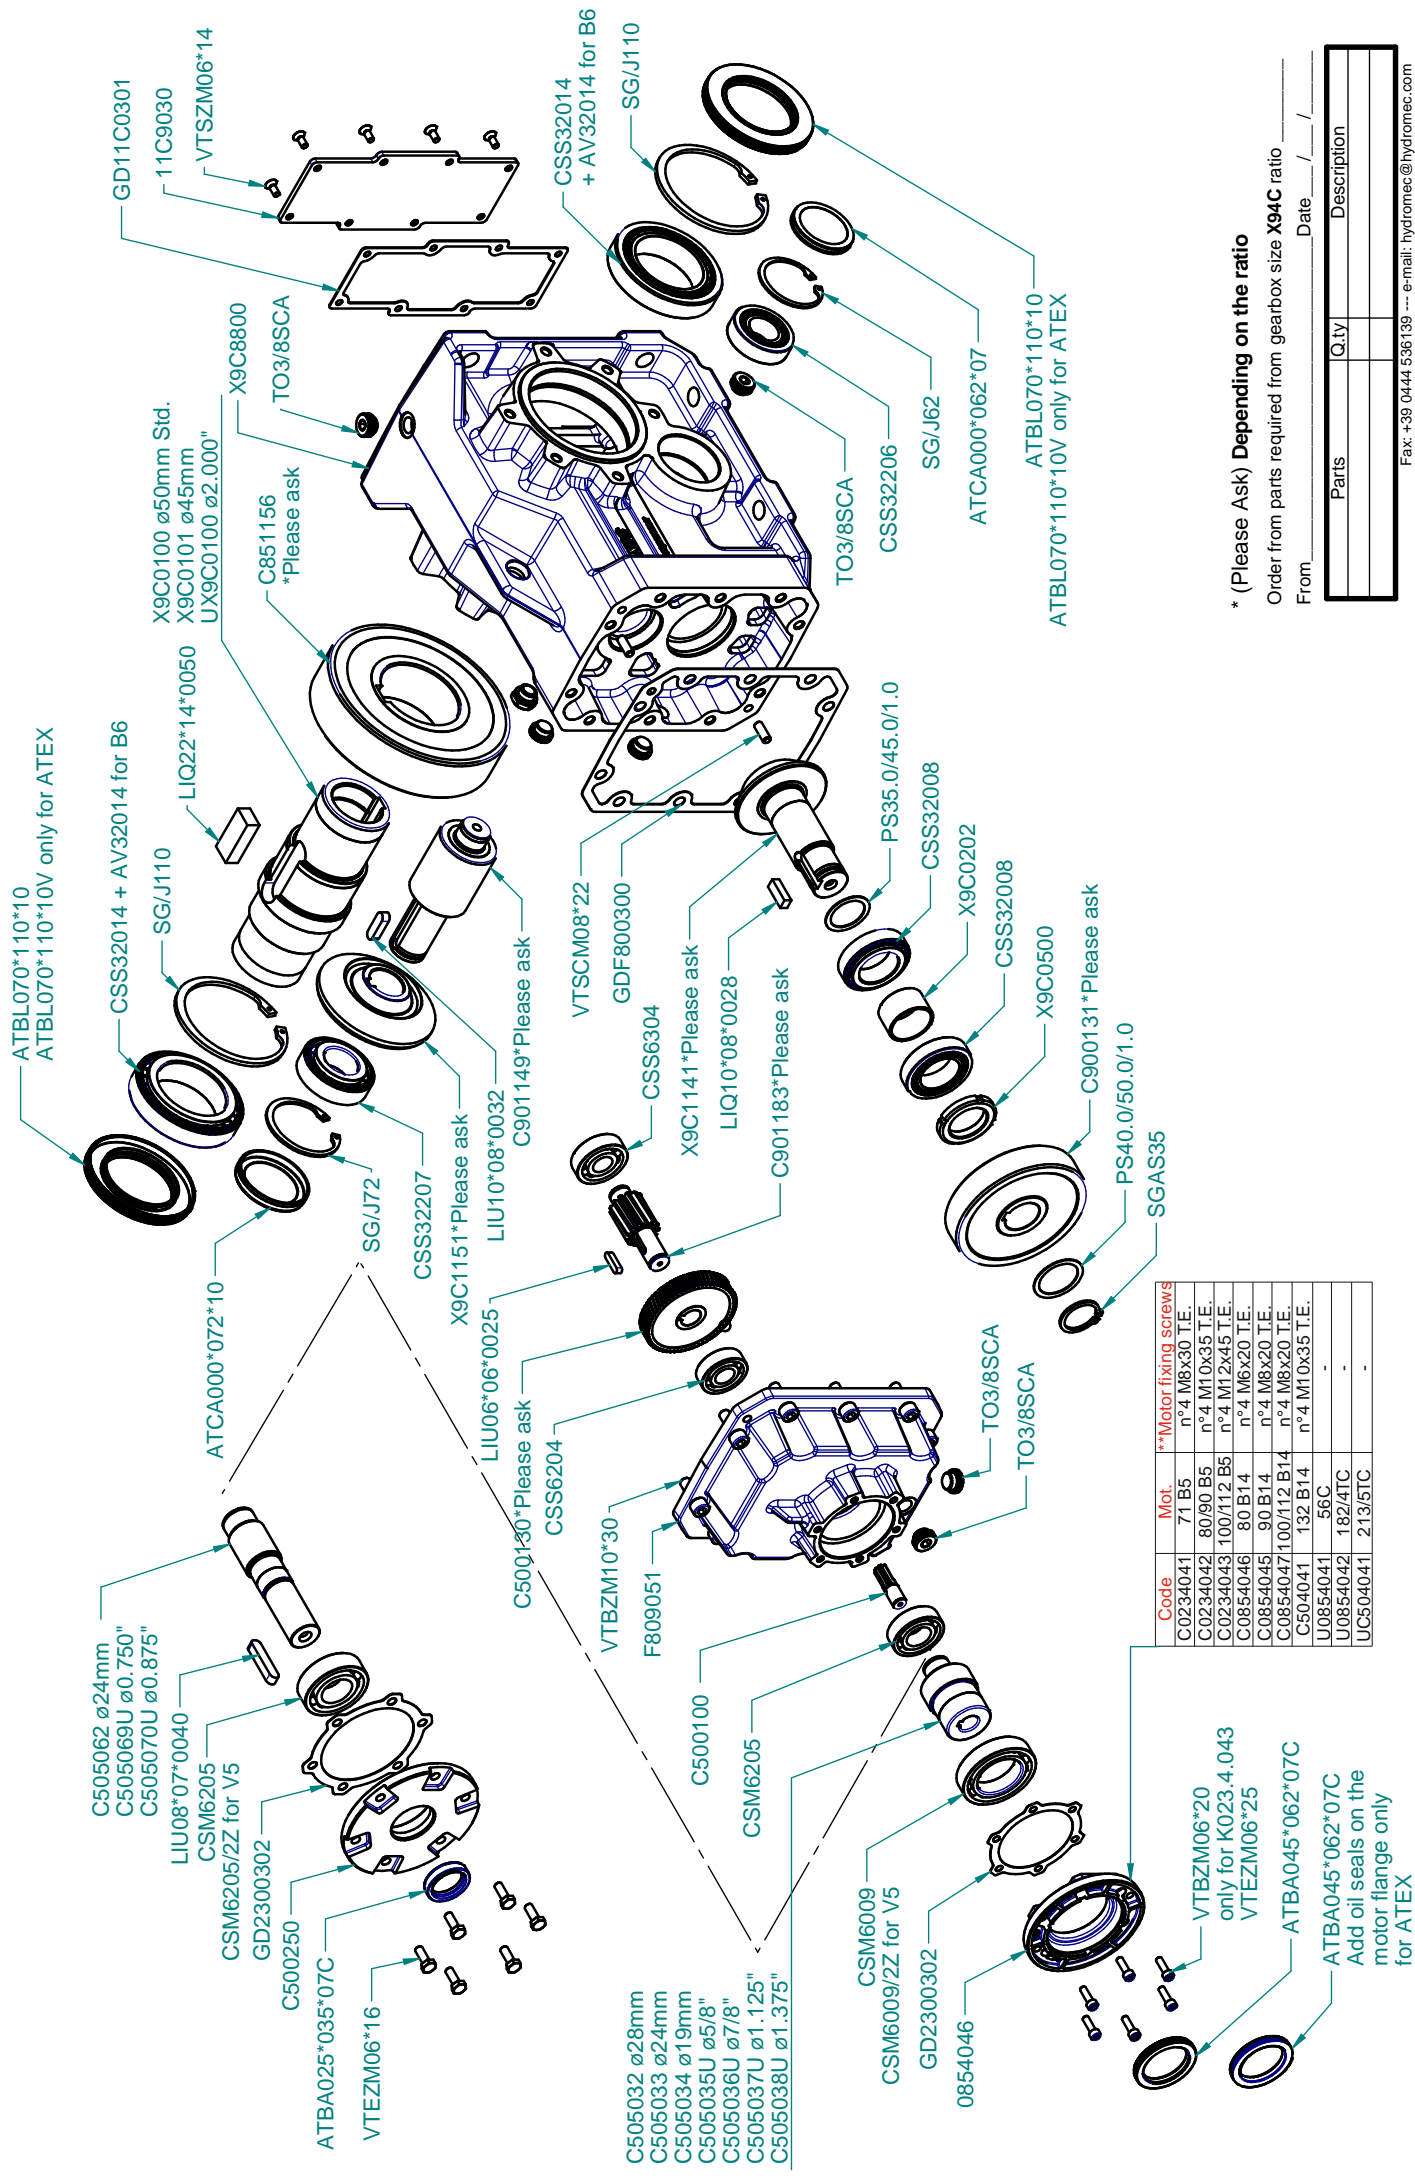 GD11C0301
11C9030
VTSZM06*14
X9C8800
TO3/8SCA
X9C0100 ø50mm Std.
X9C0101 ø45mm
UX9C0100 ø2.000"
C851156
*Please ask
LIQ22*14*0050
CSS32014
+ AV32014 for B6
SG/J110
ATBL070*110*10
ATBL070*110*10V only for ATEX
CSS32014 + AV32014 for B6
SG/J110
ATBL070*110*10
ATBL070*110*10V only for ATEX
ATCA000*062*07
SG/J62
CSS32206
TO3/8SCA
ATCA000*072*10
SG/J72
CSS32207
X9C1151*Please ask
LIU10*08*0032
C901149*Please ask
VTSCM08*22
GDF800300
X9C1141*Please ask
LIQ10*08*0028
PS35.0/45.0/1.0
CSS32008
X9C0202
CSS32008
X9C0500
C900131*Please ask
PS40.0/50.0/1.0
SGAS35
CSS6304
C901183*Please ask
LIU06*06*0025
C500130*Please ask
CSS6204
VTBZM10*30
F809051
TO3/8SCA
TO3/8SCA
C500100
CSM6205
C505062 ø24mm
C505069U ø0.750"
C505070U ø0.875"
LIU08*07*0040
CSM6205
CSM6205/2Z for V5
GD2300302
C500250
ATBA025*035*07C
VTEZM06*16
C505032 ø28mm
C505033 ø24mm
C505034 ø19mm
C505035U ø5/8"
C505036U ø7/8"
C505037U ø1.125"
C505038U ø1.375"
CSM6009
CSM6009/2Z for V5
GD2300302
0854046
VTBZM06*20
only for K023.4.043
VTEZM06*25
ATBA045*062*07C
ATBA045*062*07C
Add oil seals on the
motor flange only
for ATEX
Code Mot. **Motor fixing screws
C0234041 71 B5 n°4 M8x30 T.E.
C0234042 80/90 B5 n°4 M10x35 T.E.
C0234043 100/112 B5 n°4 M12x45 T.E.
C0854046 80 B14 n°4 M6x20 T.E.
C0854045 90 B14 n°4 M8x20 T.E.
C0854047 100/112 B14 n°4 M8x20 T.E.
C504041 132 B14 n°4 M10x35 T.E.
U0854041 56C -
U0854042 182/4TC -
UC504041 213/5TC -
* (Please Ask) Depending on the ratio
Order from parts required from gearbox size X94C ratio ______
From ______ Date ___ / ___ / ______
Parts Q.ty Description
Fax: +39 0444 536139 --- e-mail: hydromec@hydromec.com